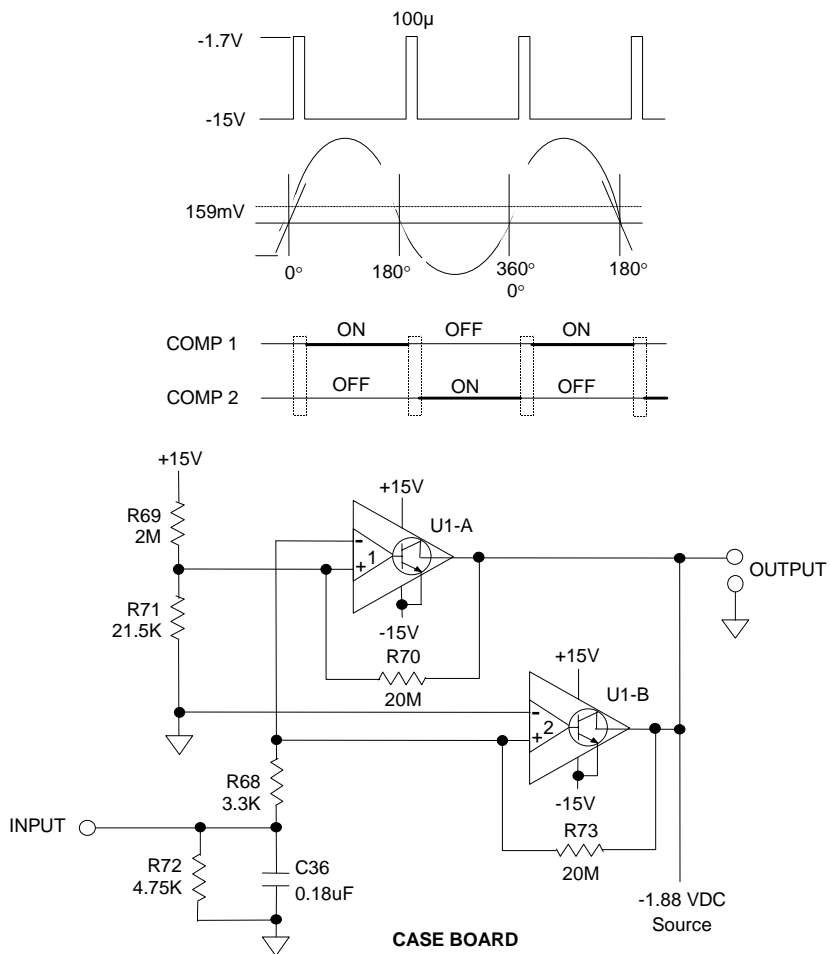 100µ
-1.7V
-15V
159mV
0° 180° 360° 180°
0°
ON OFF ON
COMP 1
OFF ON OFF
COMP 2
+15V
+15V
R69
2M
U1-A
-
1
+
R71
21.5K
-15V
OUTPUT
R70
20M
+15V
U1-B
-
2
+
R68
3.3K
-15V
INPUT
R73
20M
R72
4.75K
C36
0.18uF
-1.88 VDC
Source
CASE BOARD